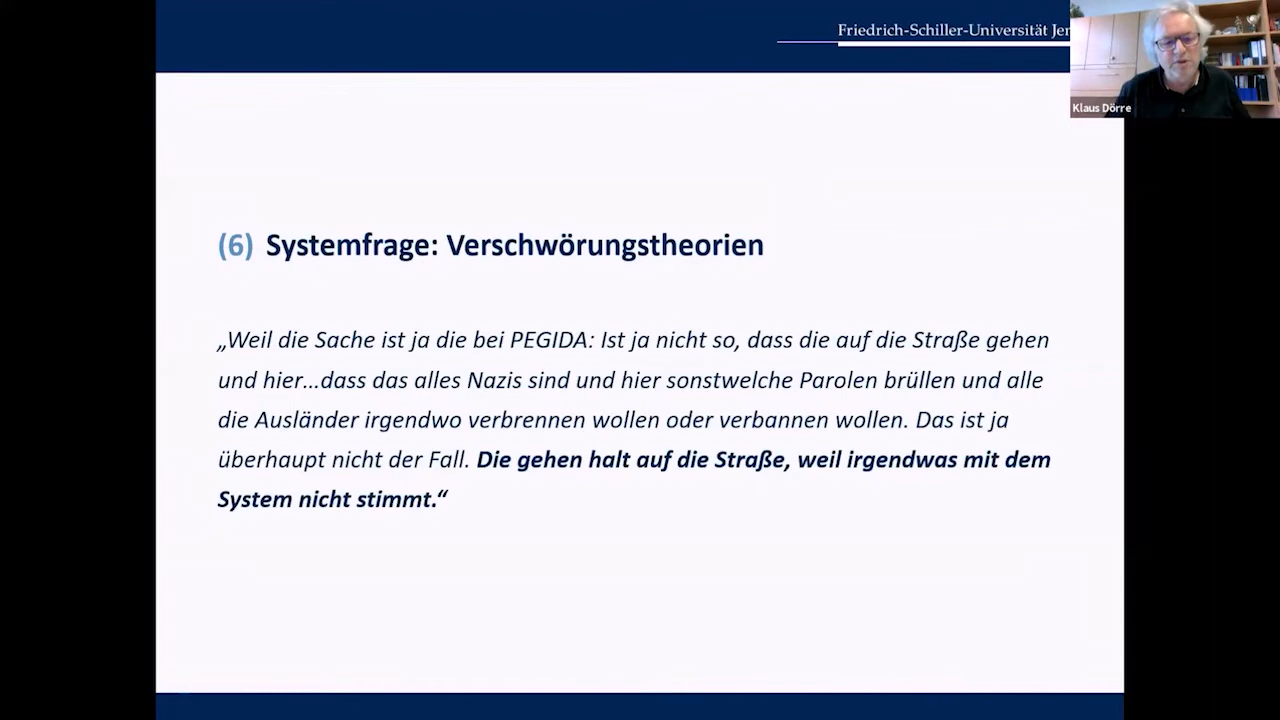 Friedrich-Schiller-Universität
Klaus Dörre
(6) Systemfrage: Verschwörungstheorien
„Weil die Sache ist ja die bei PEGIDA: Ist ja nicht so, dass die auf die Straße gehen
und hier…dass das alles Nazis sind und hier sonstwelche Parolen brüllen und alle
die Ausländer irgendwo verbrennen wollen oder verbannen wollen. Das ist ja
überhaupt nicht der Fall. Die gehen halt auf die Straße, weil irgendwas mit dem
System nicht stimmt.“